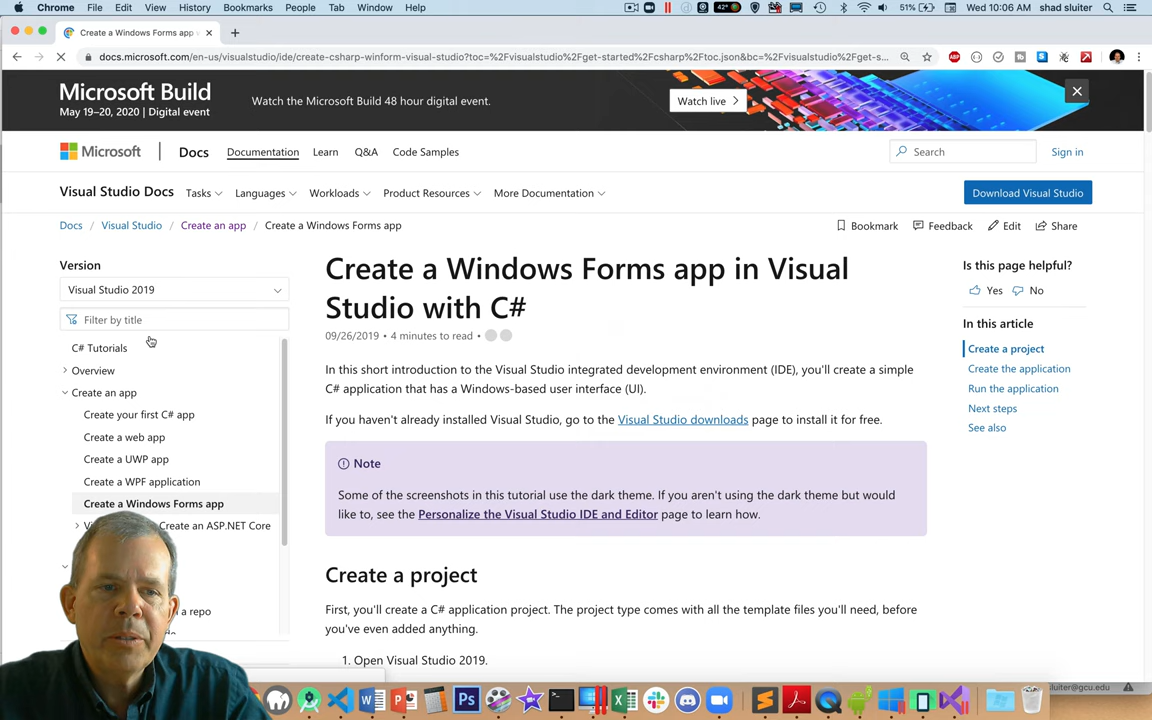 Chrome File Edit View History Bookmarks People Tab Window Help
42° 51% Wed 10:06 AM shad sluiter
Create a Windows Forms app
docs.microsoft.com/en-us/visualstudio/ide/create-csharp-winform-visual-studio?toc=%2Fvisualstudio%2Fget-started%2Fcsharp%2Ftoc.json&bc=%2Fvisualstudio%2Fget-s...
ABP
Microsoft Build
May 19–20, 2020 | Digital event
Watch the Microsoft Build 48 hour digital event.
Watch live
Microsoft Docs Documentation Learn Q&A Code Samples Search Sign in
Visual Studio Docs Tasks Languages Workloads Product Resources More Documentation Download Visual Studio
Docs / Visual Studio / Create an app / Create a Windows Forms app
Bookmark Feedback Edit Share
Version
Visual Studio 2019
Filter by title
C# Tutorials
Overview
Create an app
Create your first C# app
Create a web app
Create a UWP app
Create a WPF application
Create a Windows Forms app
Create an ASP.NET Core
a repo
Create a Windows Forms app in Visual
Studio with C#
09/26/2019 • 4 minutes to read •
In this short introduction to the Visual Studio integrated development environment (IDE), you'll create a simple
C# application that has a Windows-based user interface (UI).
If you haven't already installed Visual Studio, go to the Visual Studio downloads page to install it for free.
Note
Some of the screenshots in this tutorial use the dark theme. If you aren't using the dark theme but would
like to, see the Personalize the Visual Studio IDE and Editor page to learn how.
Create a project
First, you'll create a C# application project. The project type comes with all the template files you'll need, before
you've even added anything.
1. Open Visual Studio 2019.
Is this page helpful?
Yes No
In this article
Create a project
Create the application
Run the application
Next steps
See also
sluiter@gcu.edu
Ps